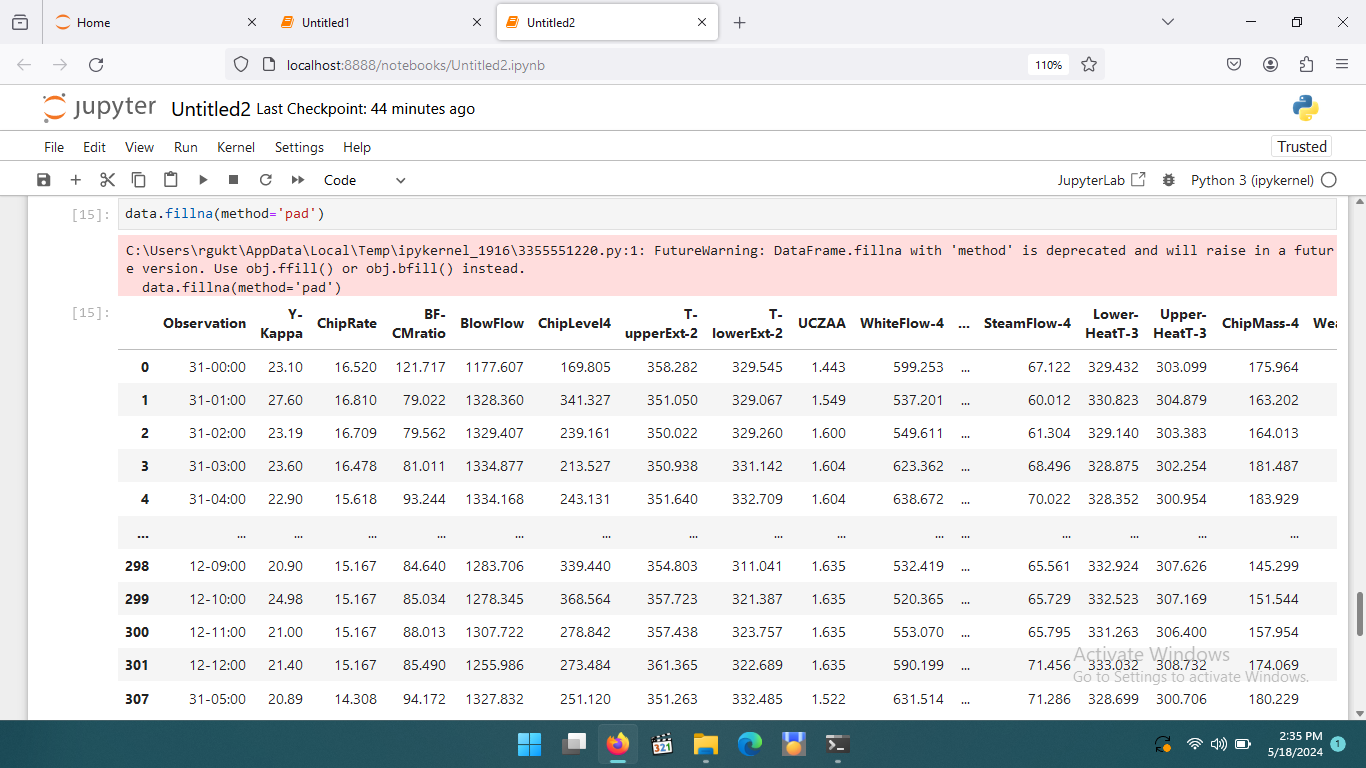 Home
Untitled1
Untitled2
localhost:8888/notebooks/Untitled2.ipynb
110%
jupyter Untitled2 Last Checkpoint: 44 minutes ago
File Edit View Run Kernel Settings Help
Trusted
Code
JupyterLab
Python 3 (ipykernel)
[15]: data.fillna(method='pad')
C:\Users\rgukt\AppData\Local\Temp\ipykernel_1916\3355551220.py:1: FutureWarning: DataFrame.fillna with 'method' is deprecated and will raise in a futur
e version. Use obj.ffill() or obj.bfill() instead.
data.fillna(method='pad')
[15]:
Observation Y-Kappa ChipRate BF-CMratio BlowFlow ChipLevel4 T-upperExt-2 T-lowerExt-2 UCZAA WhiteFlow-4 ... SteamFlow-4 Lower-HeatT-3 Upper-HeatT-3 ChipMass-4 Wea
0 31-00:00 23.10 16.520 121.717 1177.607 169.805 358.282 329.545 1.443 599.253 ... 67.122 329.432 303.099 175.964
1 31-01:00 27.60 16.810 79.022 1328.360 341.327 351.050 329.067 1.549 537.201 ... 60.012 330.823 304.879 163.202
2 31-02:00 23.19 16.709 79.562 1329.407 239.161 350.022 329.260 1.600 549.611 ... 61.304 329.140 303.383 164.013
3 31-03:00 23.60 16.478 81.011 1334.877 213.527 350.938 331.142 1.604 623.362 ... 68.496 328.875 302.254 181.487
4 31-04:00 22.90 15.618 93.244 1334.168 243.131 351.640 332.709 1.604 638.672 ... 70.022 328.352 300.954 183.929
... ... ... ... ... ... ... ... ... ... ... ... ... ... ... ...
298 12-09:00 20.90 15.167 84.640 1283.706 339.440 354.803 311.041 1.635 532.419 ... 65.561 332.924 307.626 145.299
299 12-10:00 24.98 15.167 85.034 1278.345 368.564 357.723 321.387 1.635 520.365 ... 65.729 332.523 307.169 151.544
300 12-11:00 21.00 15.167 88.013 1307.722 278.842 357.438 323.757 1.635 553.070 ... 65.795 331.263 306.400 157.954
301 12-12:00 21.40 15.167 85.490 1255.986 273.484 361.365 322.689 1.635 590.199 ... 71.456 333.032 308.732 174.069
307 31-05:00 20.89 14.308 94.172 1327.832 251.120 351.263 332.485 1.522 631.514 ... 71.286 328.699 300.706 180.229
Activate Windows
Go to Settings to activate Windows.
321
2:35 PM
5/18/2024
1